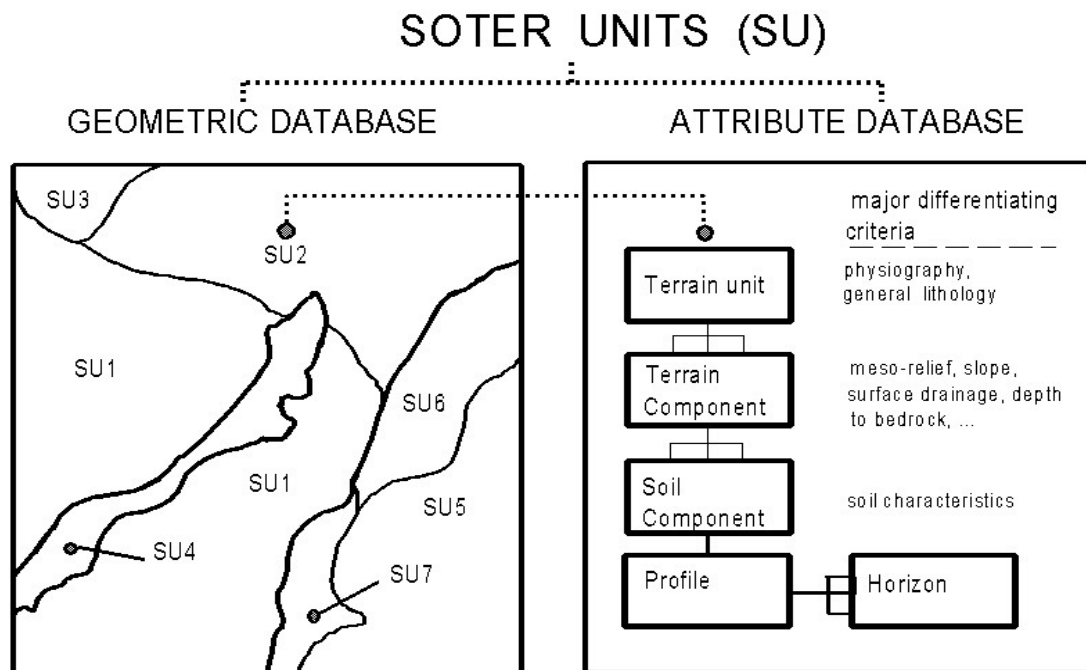 SOTER UNITS (SU)
GEOMETRIC DATABASE
ATTRIBUTE DATABASE
SU3
SU2
SU1
SU6
SU1
SU5
SU4
SU7
major differentiating
criteria
Terrain unit
physiography,
general lithology
Terrain
Component
meso-relief, slope,
surface drainage, depth
to bedrock, ...
Soil
Component
soil characteristics
Profile
Horizon